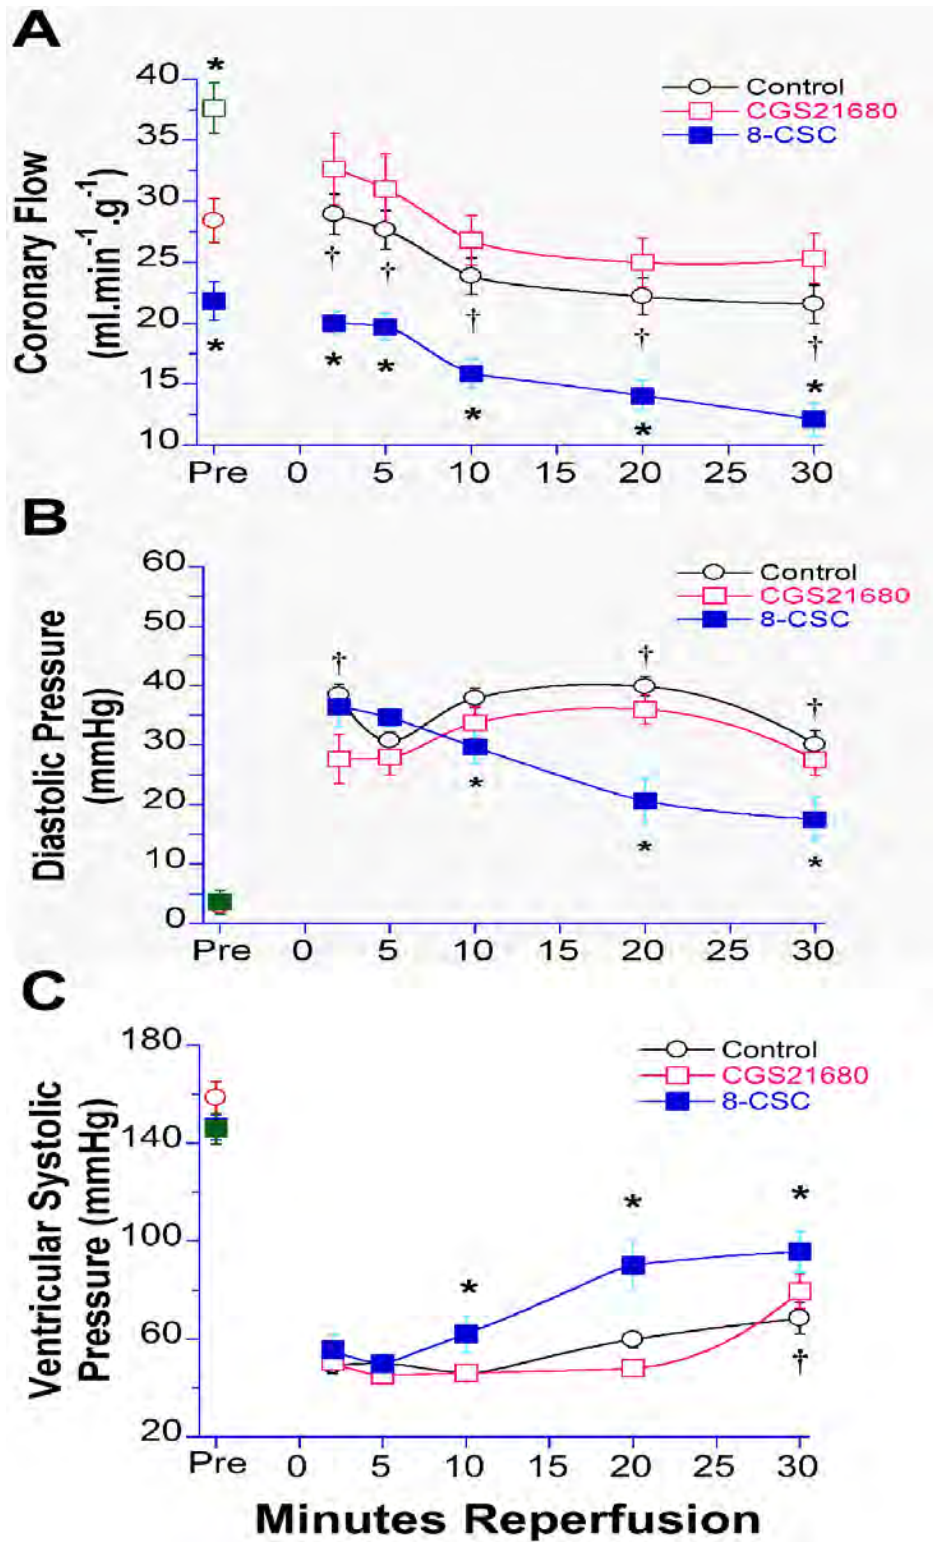 A
Coronary Flow
(ml.min⁻¹.g⁻¹)
*
40
35
30
25
20
15
10
Control
CGS21680
8-CSC
† † † † †
* * * * * *
Pre 0 5 10 15 20 25 30
B
Diastolic Pressure
(mmHg)
60
50
40
30
20
10
0
Control
CGS21680
8-CSC
† † †
* * *
Pre 0 5 10 15 20 25 30
C
Ventricular Systolic
Pressure (mmHg)
180
140
100
60
20
Control
CGS21680
8-CSC
* * *
†
Pre 0 5 10 15 20 25 30
Minutes Reperfusion